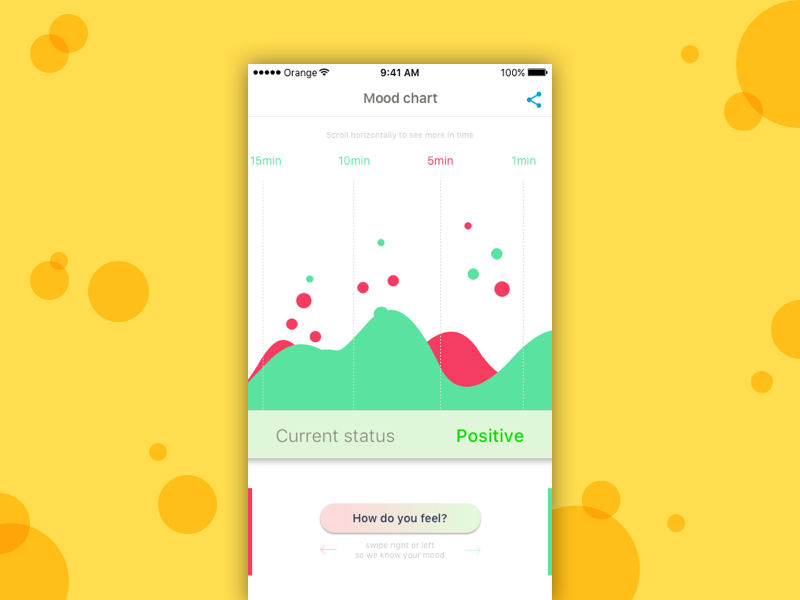 Orange 9:41 AM 100%
Mood chart
Scroll horizontally to see more in time
15min 10min 5min 1min
Current status Positive
How do you feel?
swipe right or left
so we know your mood